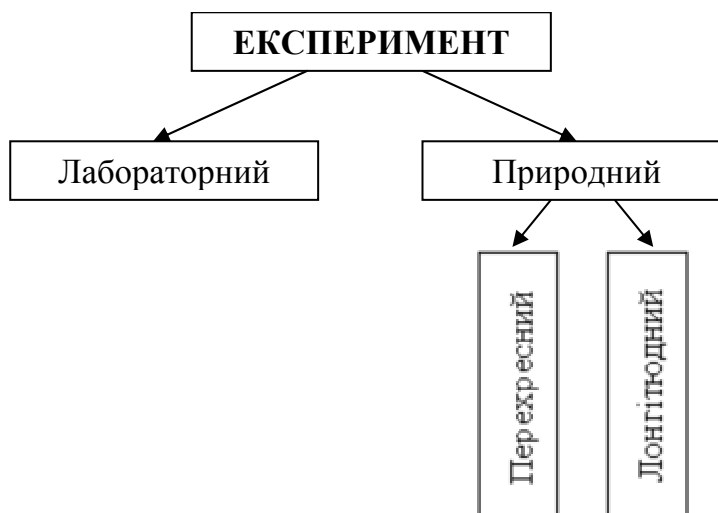 ЕКСПЕРИМЕНТ
Лабораторний
Природний
Перехресний
Лонгітюдний